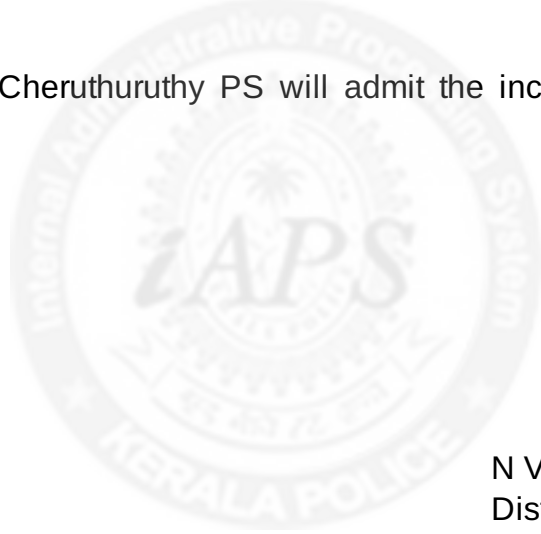 Cheruthuruthy PS will admit the inc
Internal Administrative Processing System
iAPS
KERALA POLICE
N V
Dis